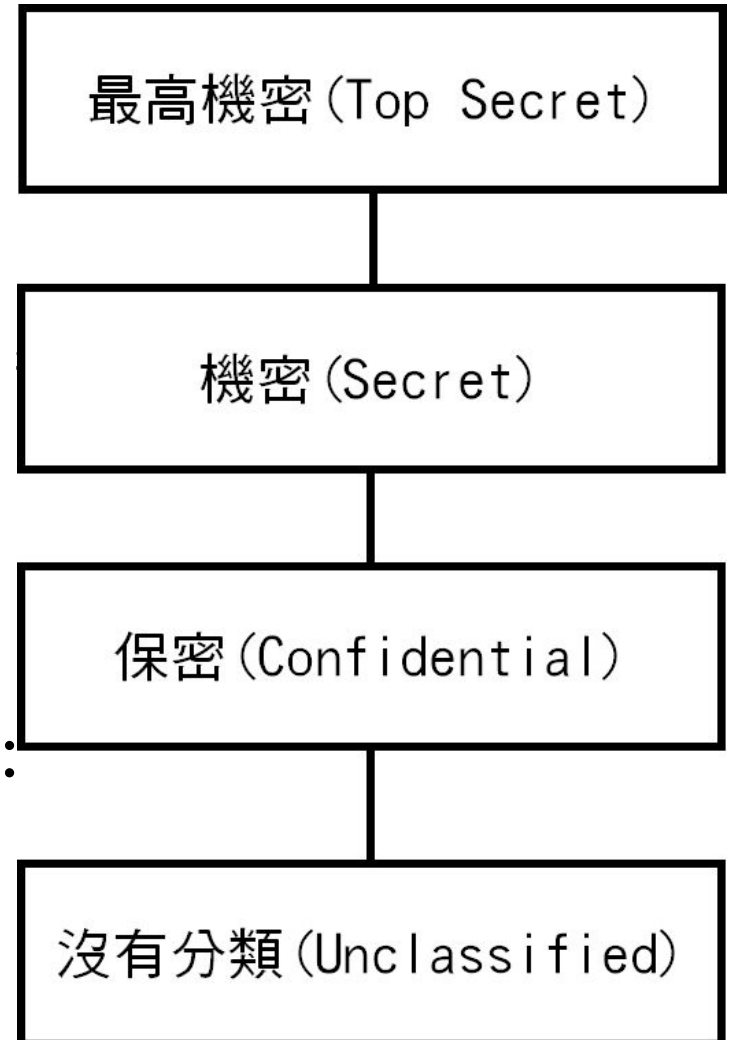 最高機密(Top Secret)
機密(Secret)
保密(Confidential)
沒有分類(Unclassified)